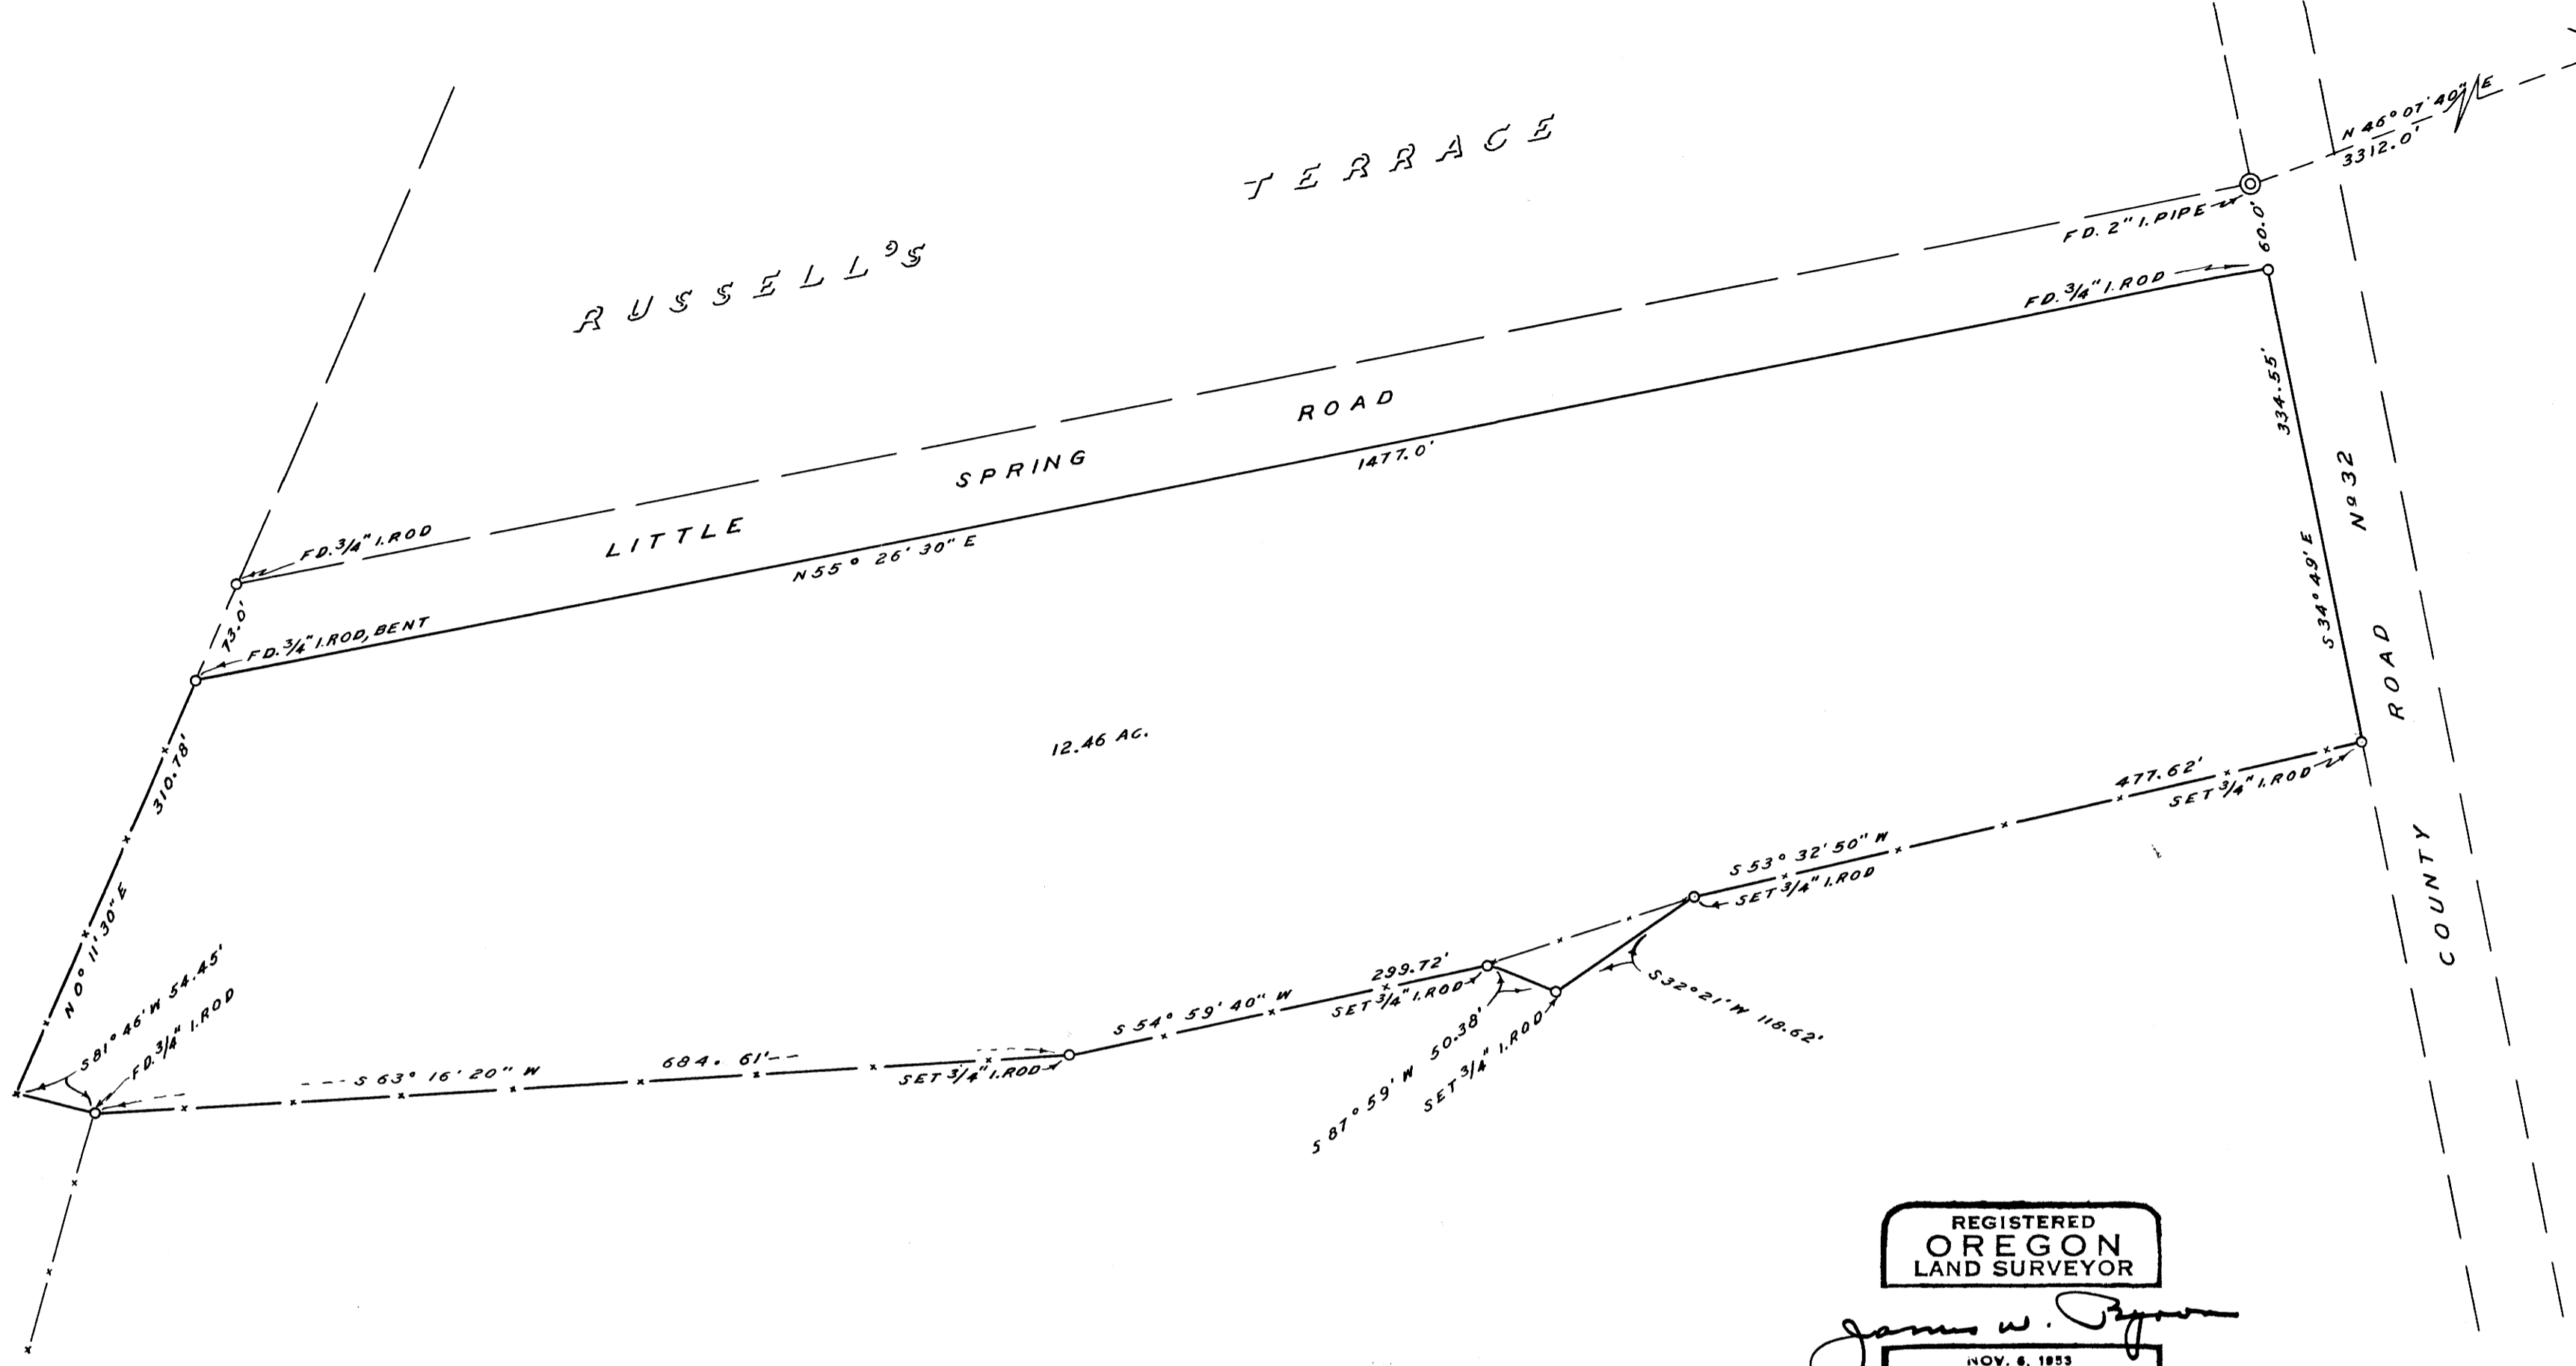 RUSSELL'S TERRACE
N 46° 07' 40" E
3312.0'
FD. 2" I. PIPE
60.0'
FD. 3/4" I. ROD
LITTLE SPRING ROAD
FD. 3/4" I. ROD
1477.0'
N 55° 26' 30" E
73.0'
FD. 3/4" I. ROD, BENT
334.55'
S 34° 49' E
COUNTY ROAD No 32
310.78'
N 0° 11' 30" E
12.46 AC.
477.62'
SET 3/4" I. ROD
S 53° 32' 50" W
SET 3/4" I. ROD
S 32° 21' W 118.62'
299.72'
SET 3/4" I. ROD
S 54° 59' 40" W
S 87° 59' W 50.38'
SET 3/4" I. ROD
S 81° 46' W 54.45'
FD. 3/4" I. ROD
S 63° 16' 20" W 684.61'
SET 3/4" I. ROD
REGISTERED
OREGON
LAND SURVEYOR
James W.
NOV. 6, 1953